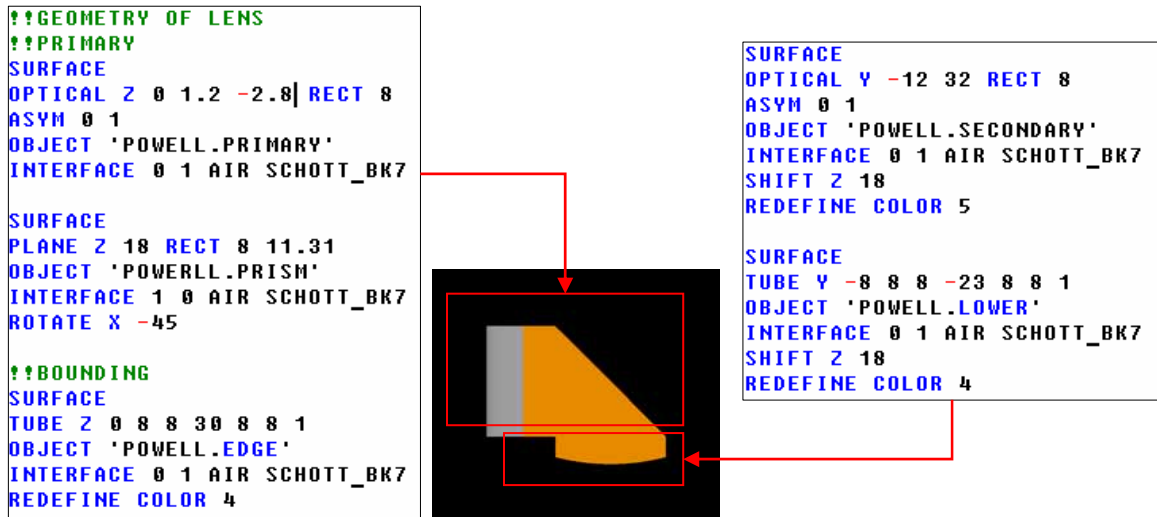 !!GEOMETRY OF LENS
!!PRIMARY
SURFACE
OPTICAL Z 0 1.2 -2.8 RECT 8
ASYM 0 1
OBJECT 'POWELL.PRIMARY'
INTERFACE 0 1 AIR SCHOTT_BK7
SURFACE
PLANE Z 18 RECT 8 11.31
OBJECT 'POWERLL.PRISM'
INTERFACE 1 0 AIR SCHOTT_BK7
ROTATE X -45
!!BOUNDING
SURFACE
TUBE Z 0 8 8 30 8 8 1
OBJECT 'POWELL.EDGE'
INTERFACE 0 1 AIR SCHOTT_BK7
REDEFINE COLOR 4
SURFACE
OPTICAL Y -12 32 RECT 8
ASYM 0 1
OBJECT 'POWELL.SECONDARY'
INTERFACE 0 1 AIR SCHOTT_BK7
SHIFT Z 18
REDEFINE COLOR 5
SURFACE
TUBE Y -8 8 8 -23 8 8 1
OBJECT 'POWELL.LOWER'
INTERFACE 0 1 AIR SCHOTT_BK7
SHIFT Z 18
REDEFINE COLOR 4